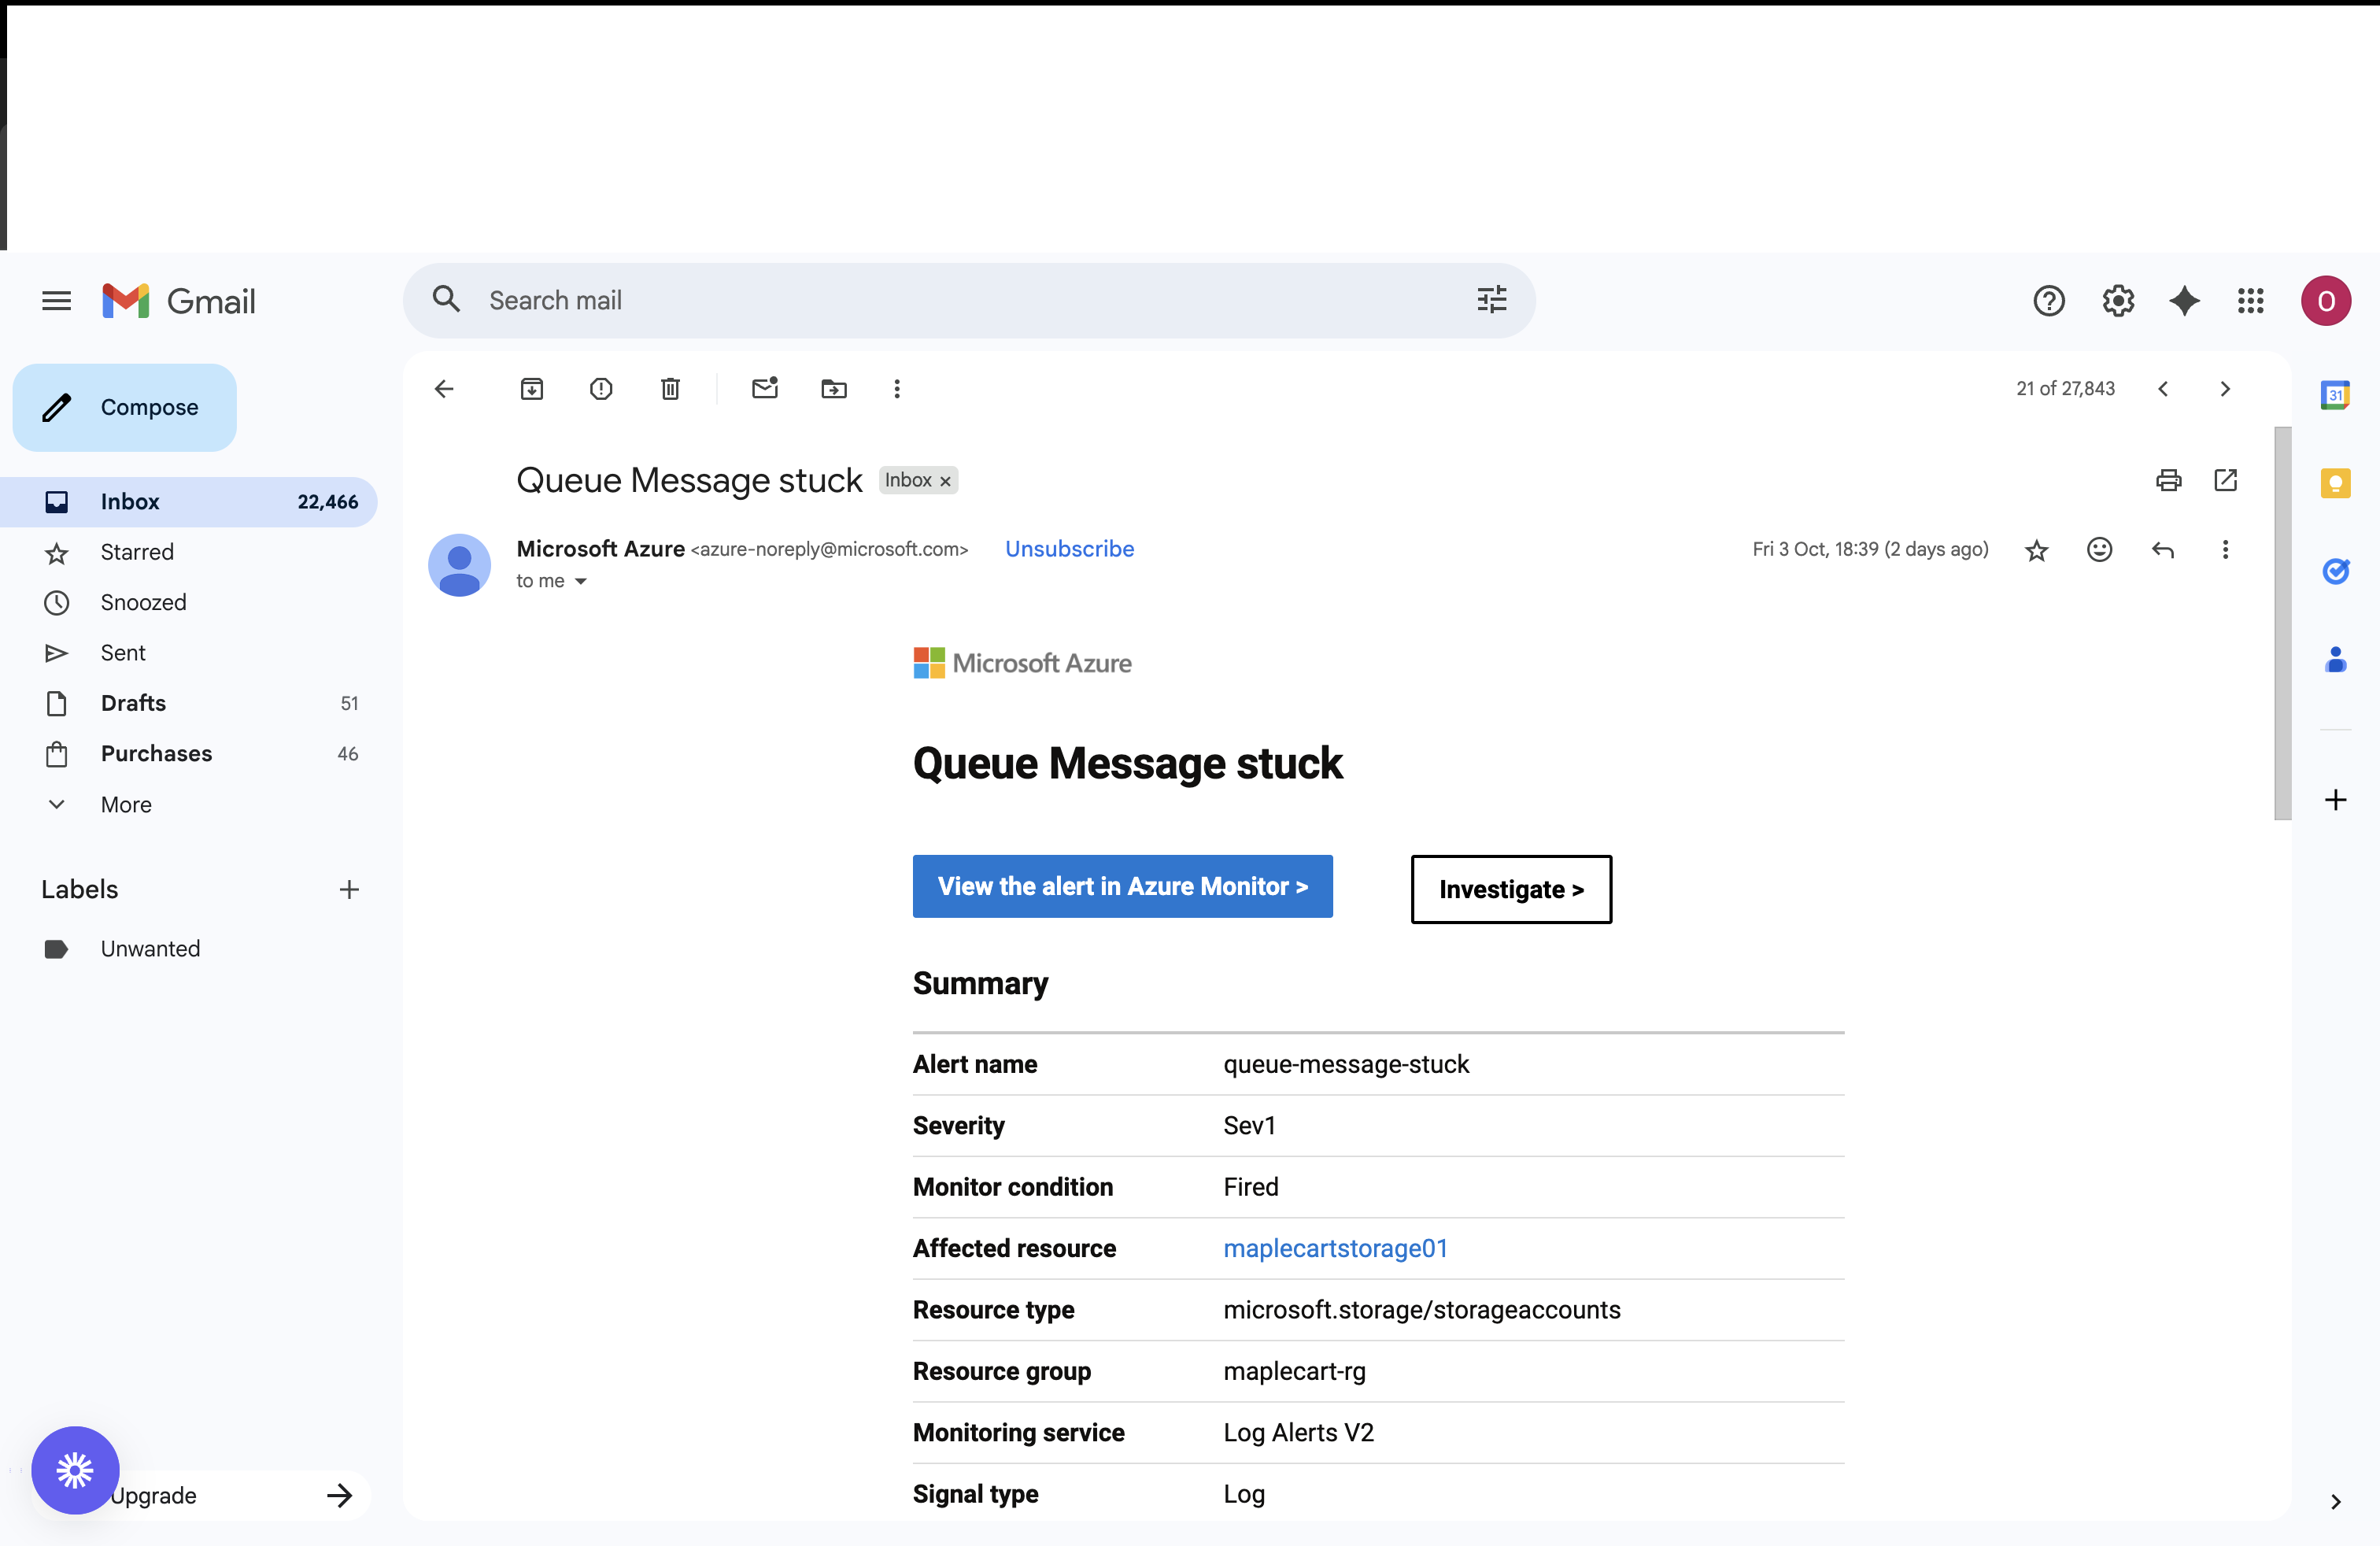 Gmail
Search mail
O
Compose
21 of 27,843
31
Inbox 22,466
Starred
Snoozed
Sent
Drafts 51
Purchases 46
More
Labels
Unwanted
Upgrade
Queue Message stuck Inbox ×
Microsoft Azure <azure-noreply@microsoft.com> Unsubscribe Fri 3 Oct, 18:39 (2 days ago)
to me
Microsoft Azure
Queue Message stuck
View the alert in Azure Monitor > Investigate >
Summary
Alert name queue-message-stuck
Severity Sev1
Monitor condition Fired
Affected resource maplecartstorage01
Resource type microsoft.storage/storageaccounts
Resource group maplecart-rg
Monitoring service Log Alerts V2
Signal type Log